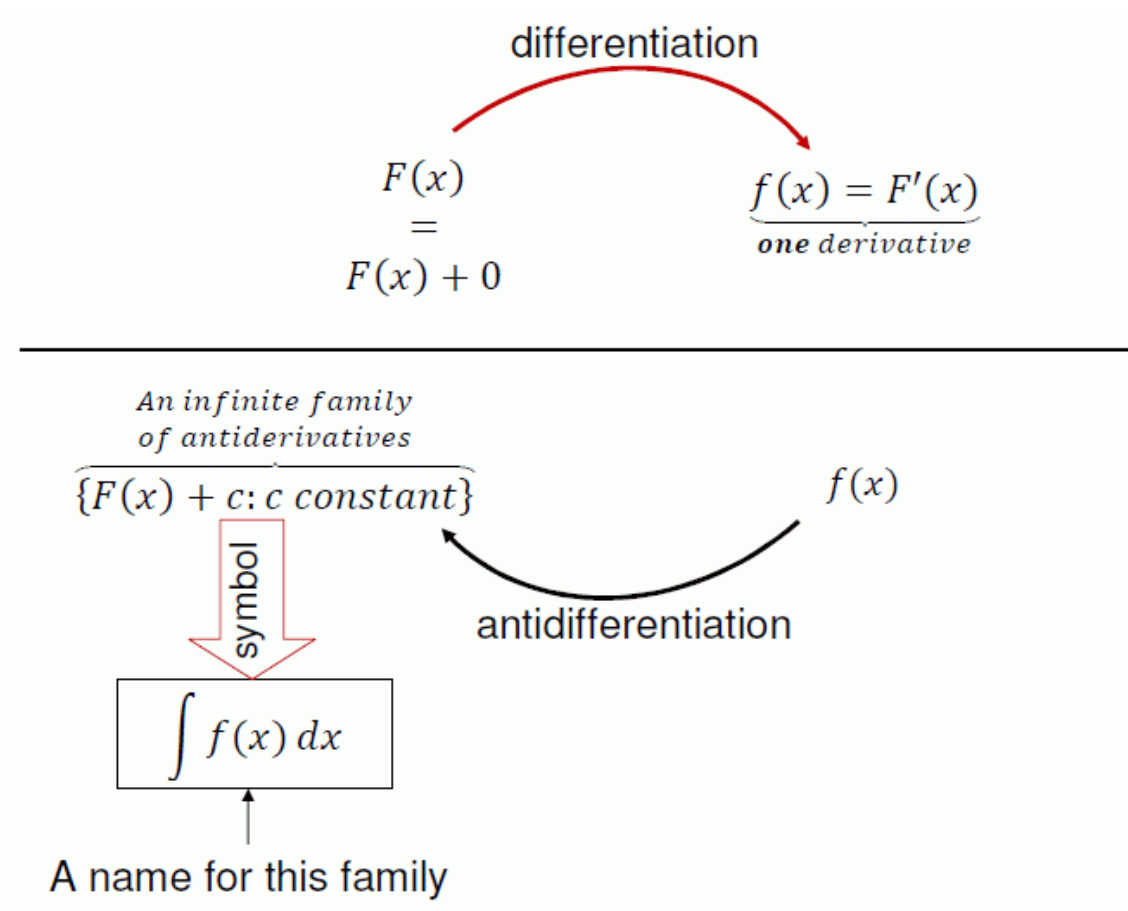 differentiation
F(x)
=
F(x) + 0
f(x) = F′(x)
one derivative
An infinite family
of antiderivatives
{F(x) + c: c constant}
f(x)
symbol
antidifferentiation
∫ f(x) dx
A name for this family